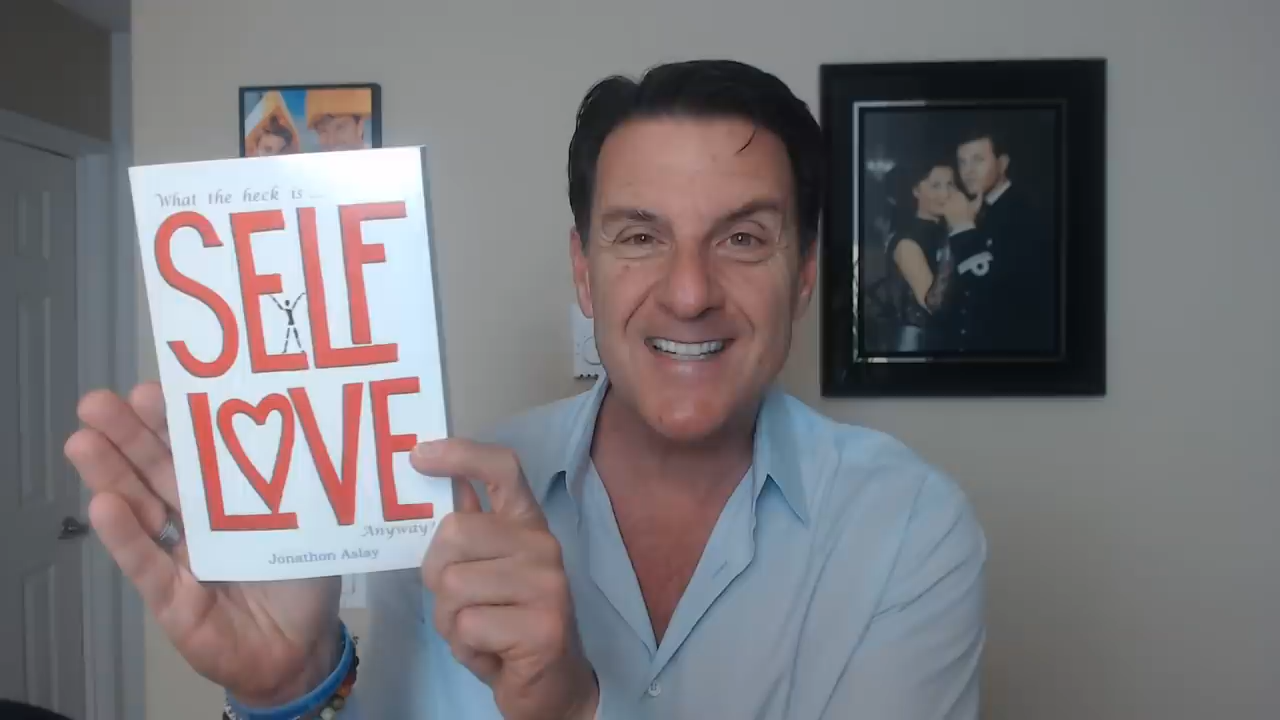 What the heck is ...
SELF
LOVE
Anyway?
Jonathon Aslay